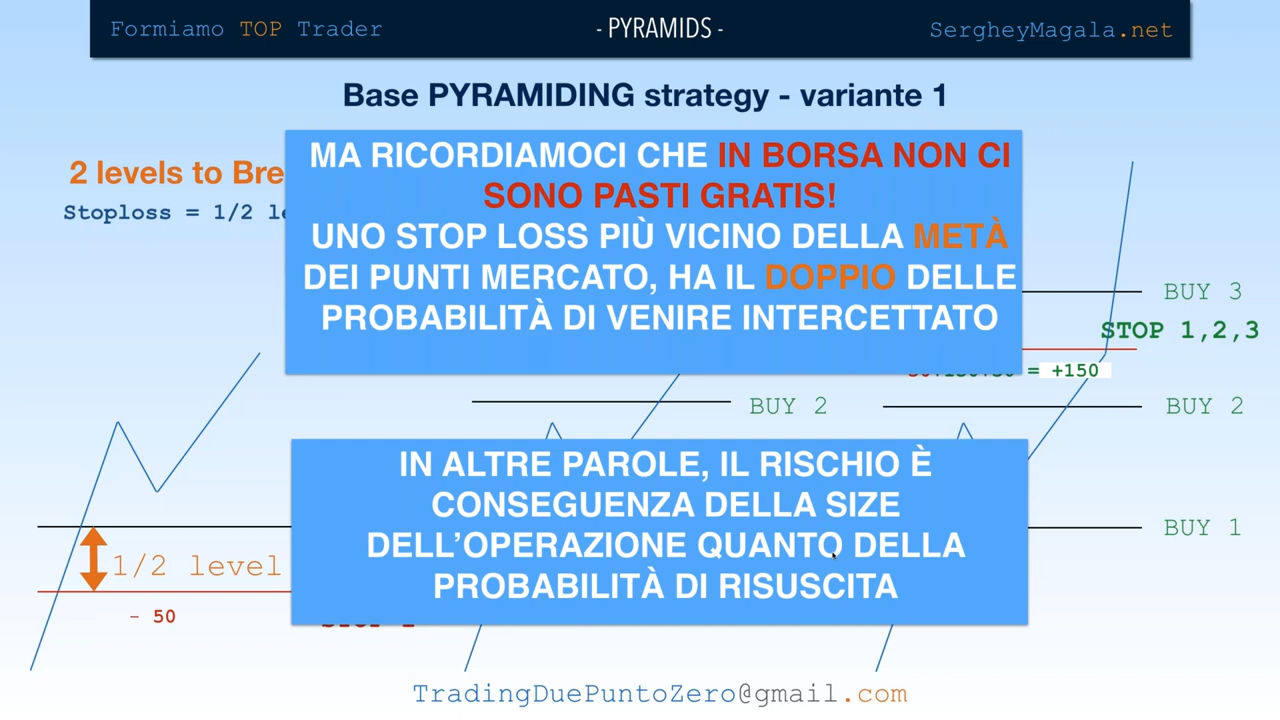 Formiamo TOP Trader
- PYRAMIDS -
SergheyMagala.net
Base PYRAMIDING strategy - variante 1
2 levels to Bre
Stoploss = 1/2 le
MA RICORDIAMOCI CHE IN BORSA NON CI
SONO PASTI GRATIS!
UNO STOP LOSS PIÙ VICINO DELLA METÀ
DEI PUNTI MERCATO, HA IL DOPPIO DELLE
PROBABILITÀ DI VENIRE INTERCETTATO
BUY 3
STOP 1,2,3
= +150
BUY 2
BUY 2
IN ALTRE PAROLE, IL RISCHIO È
CONSEGUENZA DELLA SIZE
DELL'OPERAZIONE QUANTO DELLA
PROBABILITÀ DI RISUSCITA
BUY 1
1/2 level
- 50
TradingDuePuntoZero@gmail.com